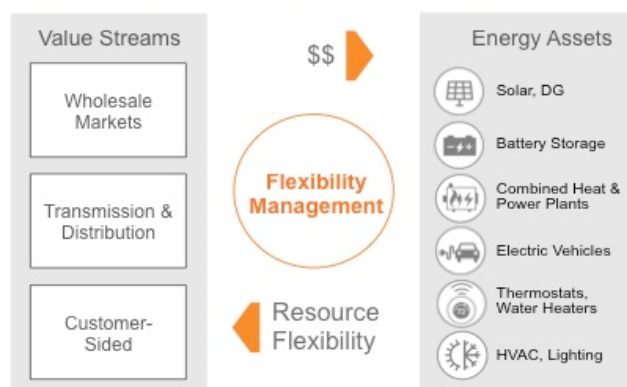 Value Streams
Wholesale
Markets
Transmission &
Distribution
Customer-
Sided
$$
Flexibility
Management
Resource
Flexibility
Energy Assets
Solar, DG
Battery Storage
Combined Heat &
Power Plants
Electric Vehicles
Thermostats,
Water Heaters
HVAC, Lighting